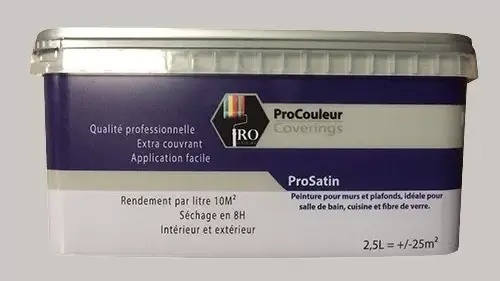 Qualité professionnelle
Extra couvrant
Application facile
PRO
ProCouleur
Coverings
ProSatin
Peinture pour murs et plafonds, idéale pour
salle de bain, cuisine et fibre de verre.
Rendement par litre 10M²
Séchage en 8H
Intérieur et extérieur
2,5L = +/-25m²